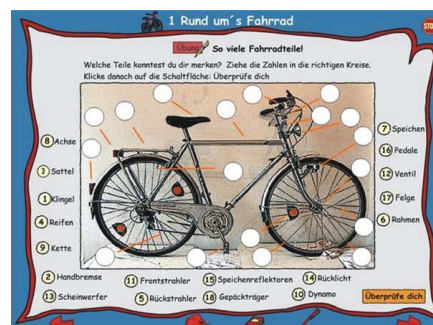 1 Rund um´s Fahrrad
STO
Übung So viele Fahrradteile!
Welche Teile konntest du dir merken? Ziehe die Zahlen in die richtigen Kreise.
Klicke danach auf die Schaltfläche: Überprüfe dich
8 Achse
3 Sattel
1 Klingel
4 Reifen
9 Kette
7 Speichen
16 Pedale
12 Ventil
17 Felge
6 Rahmen
2 Handbremse 11 Frontstrahler 15 Speichenreflektoren 14 Rücklicht
13 Scheinwerfer 5 Rückstrahler 18 Gepäckträger 10 Dynamo Überprüfe dich